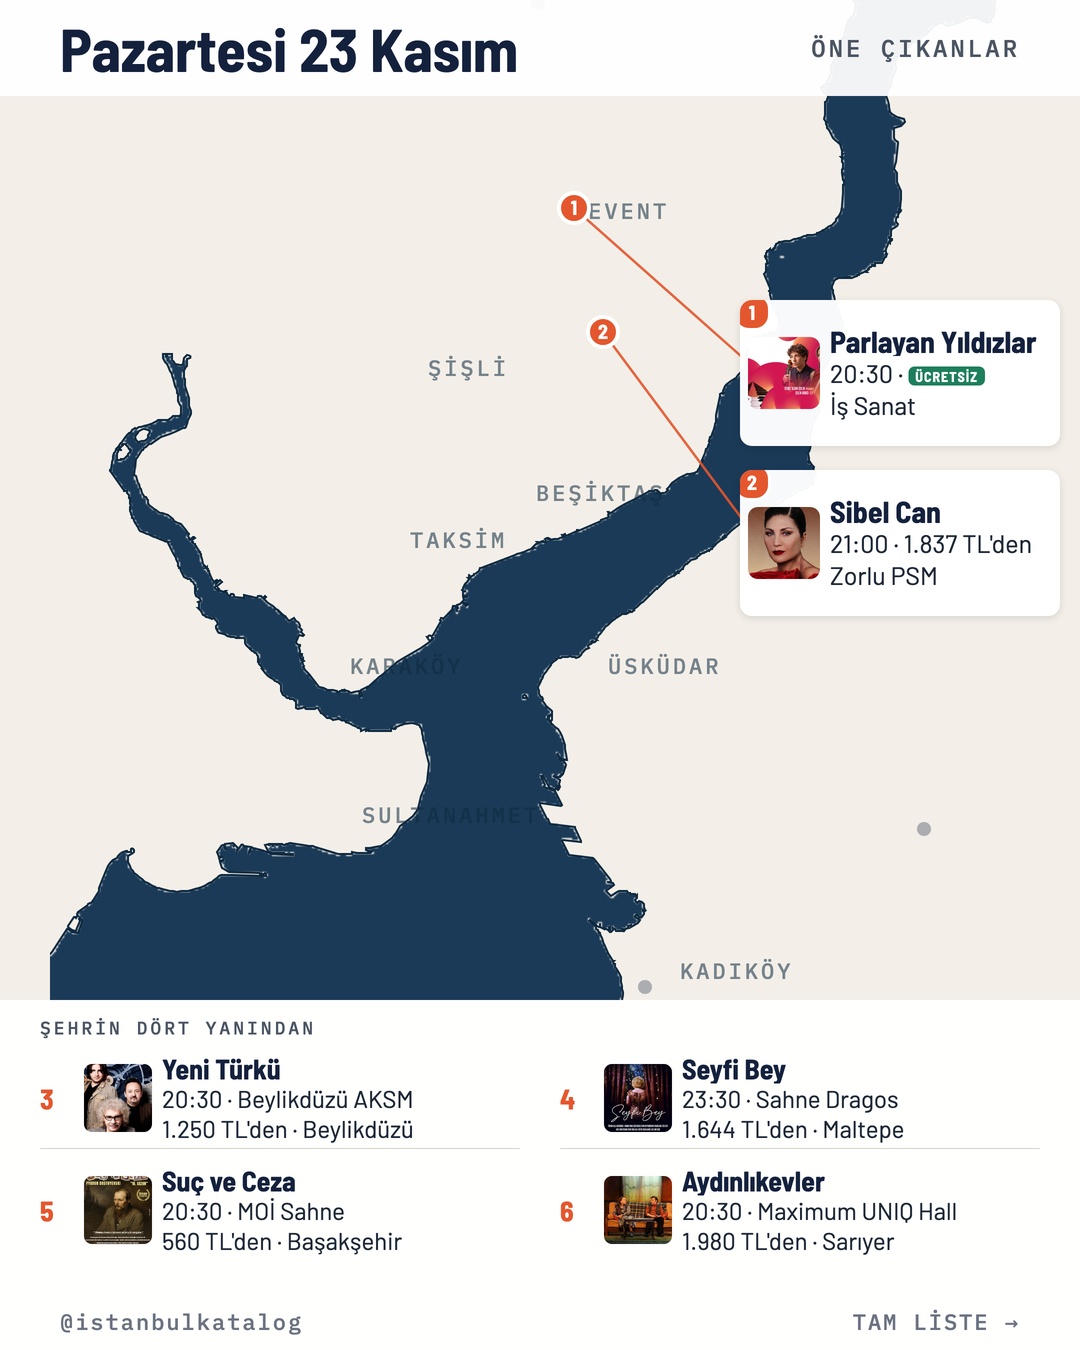 Pazartesi 23 Kasım
ÖNE ÇIKANLAR
1
EVENT
2
ŞİŞLİ
BEŞİKTAŞ
TAKSİM
KARAKÖY
ÜSKÜDAR
SULTANAHMET
KADIKÖY
1
Parlayan Yıldızlar
20:30 · ÜCRETSİZ
İş Sanat
2
Sibel Can
21:00 · 1.837 TL'den
Zorlu PSM
ŞEHRİN DÖRT YANINDAN
3
Yeni Türkü
20:30 · Beylikdüzü AKSM
1.250 TL'den · Beylikdüzü
4
Seyfi Bey
Seyfi Bey
23:30 · Sahne Dragos
1.644 TL'den · Maltepe
5
Suç ve Ceza
20:30 · MOİ Sahne
560 TL'den · Başakşehir
6
Aydınlıkevler
20:30 · Maximum UNIQ Hall
1.980 TL'den · Sarıyer
@istanbulkatalog
TAM LİSTE →